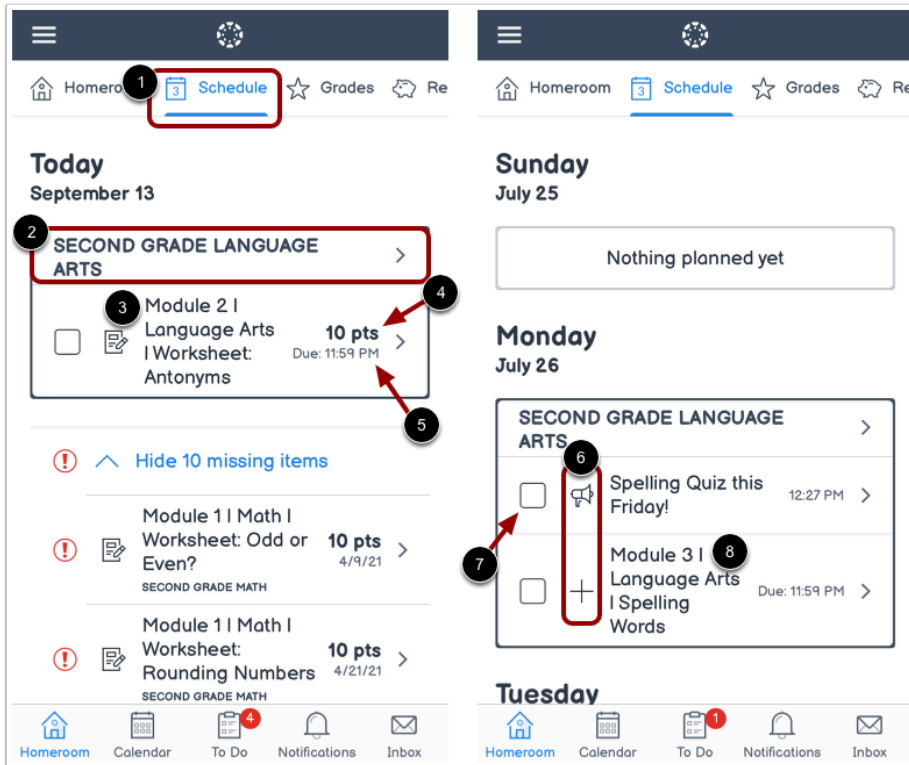 1
Homero
3
Schedule
Grades
Re
Today
September 13
2
SECOND GRADE LANGUAGE
ARTS
3
Module 2 |
Language Arts
| Worksheet:
Antonyms
4
10 pts
Due: 11:59 PM
5
Hide 10 missing items
Module 1 | Math |
Worksheet: Odd or
Even?
SECOND GRADE MATH
10 pts
4/9/21
Module 1 | Math |
Worksheet:
Rounding Numbers
SECOND GRADE MATH
10 pts
4/21/21
Homeroom
Calendar
4
To Do
Notifications
Inbox
Homeroom
3
Schedule
Grades
Re
Sunday
July 25
Nothing planned yet
Monday
July 26
SECOND GRADE LANGUAGE
ARTS
6
Spelling Quiz this
Friday!
12:27 PM
7
8
Module 3 |
Language Arts
| Spelling
Words
Due: 11:59 PM
Tuesday
Homeroom
Calendar
1
To Do
Notifications
Inbox